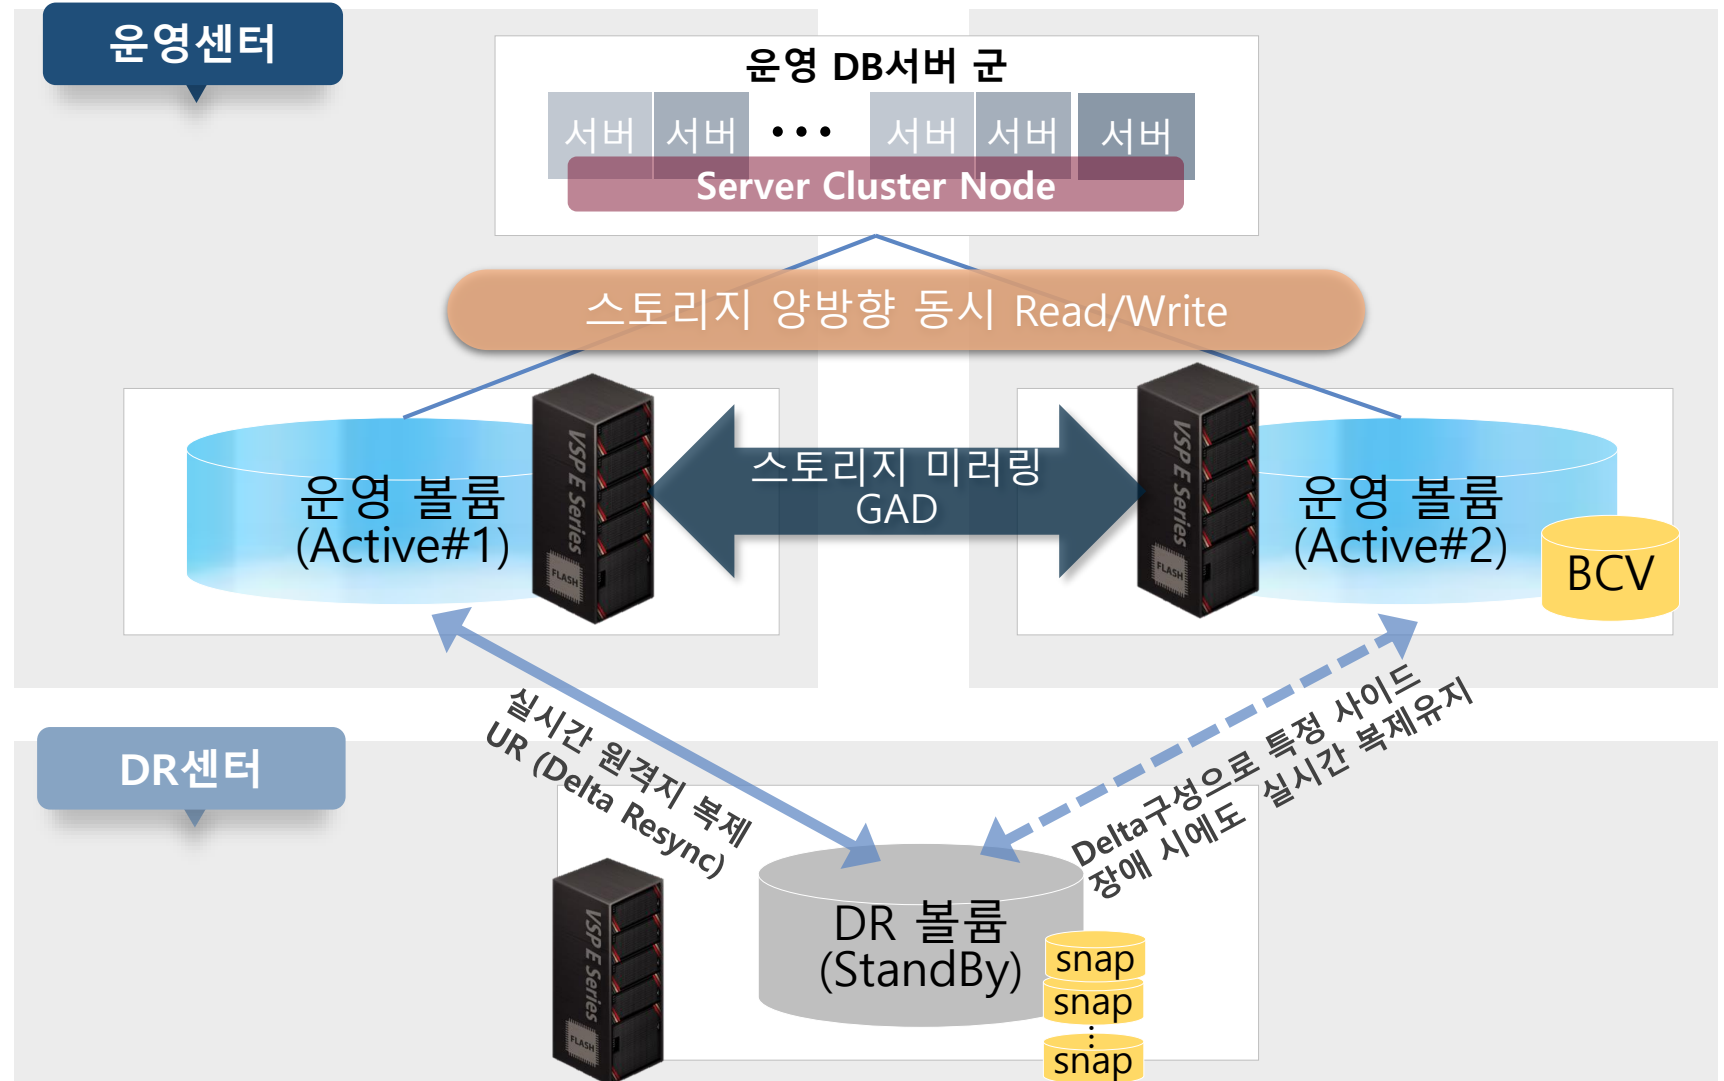 운영센터
운영 DB서버 군
서버 서버 ••• 서버 서버 서버
Server Cluster Node
스토리지 양방향 동시 Read/Write
운영 볼륨
(Active#1)
VSP E Series
FLASH
스토리지 미러링
GAD
VSP E Series
FLASH
운영 볼륨
(Active#2)
BCV
실시간 원격지 복제
UR (Delta Resync)
Delta구성으로 특정 사이드
장애 시에도 실시간 복제유지
DR센터
VSP E Series
FLASH
DR 볼륨
(StandBy)
snap
snap
⋮
snap